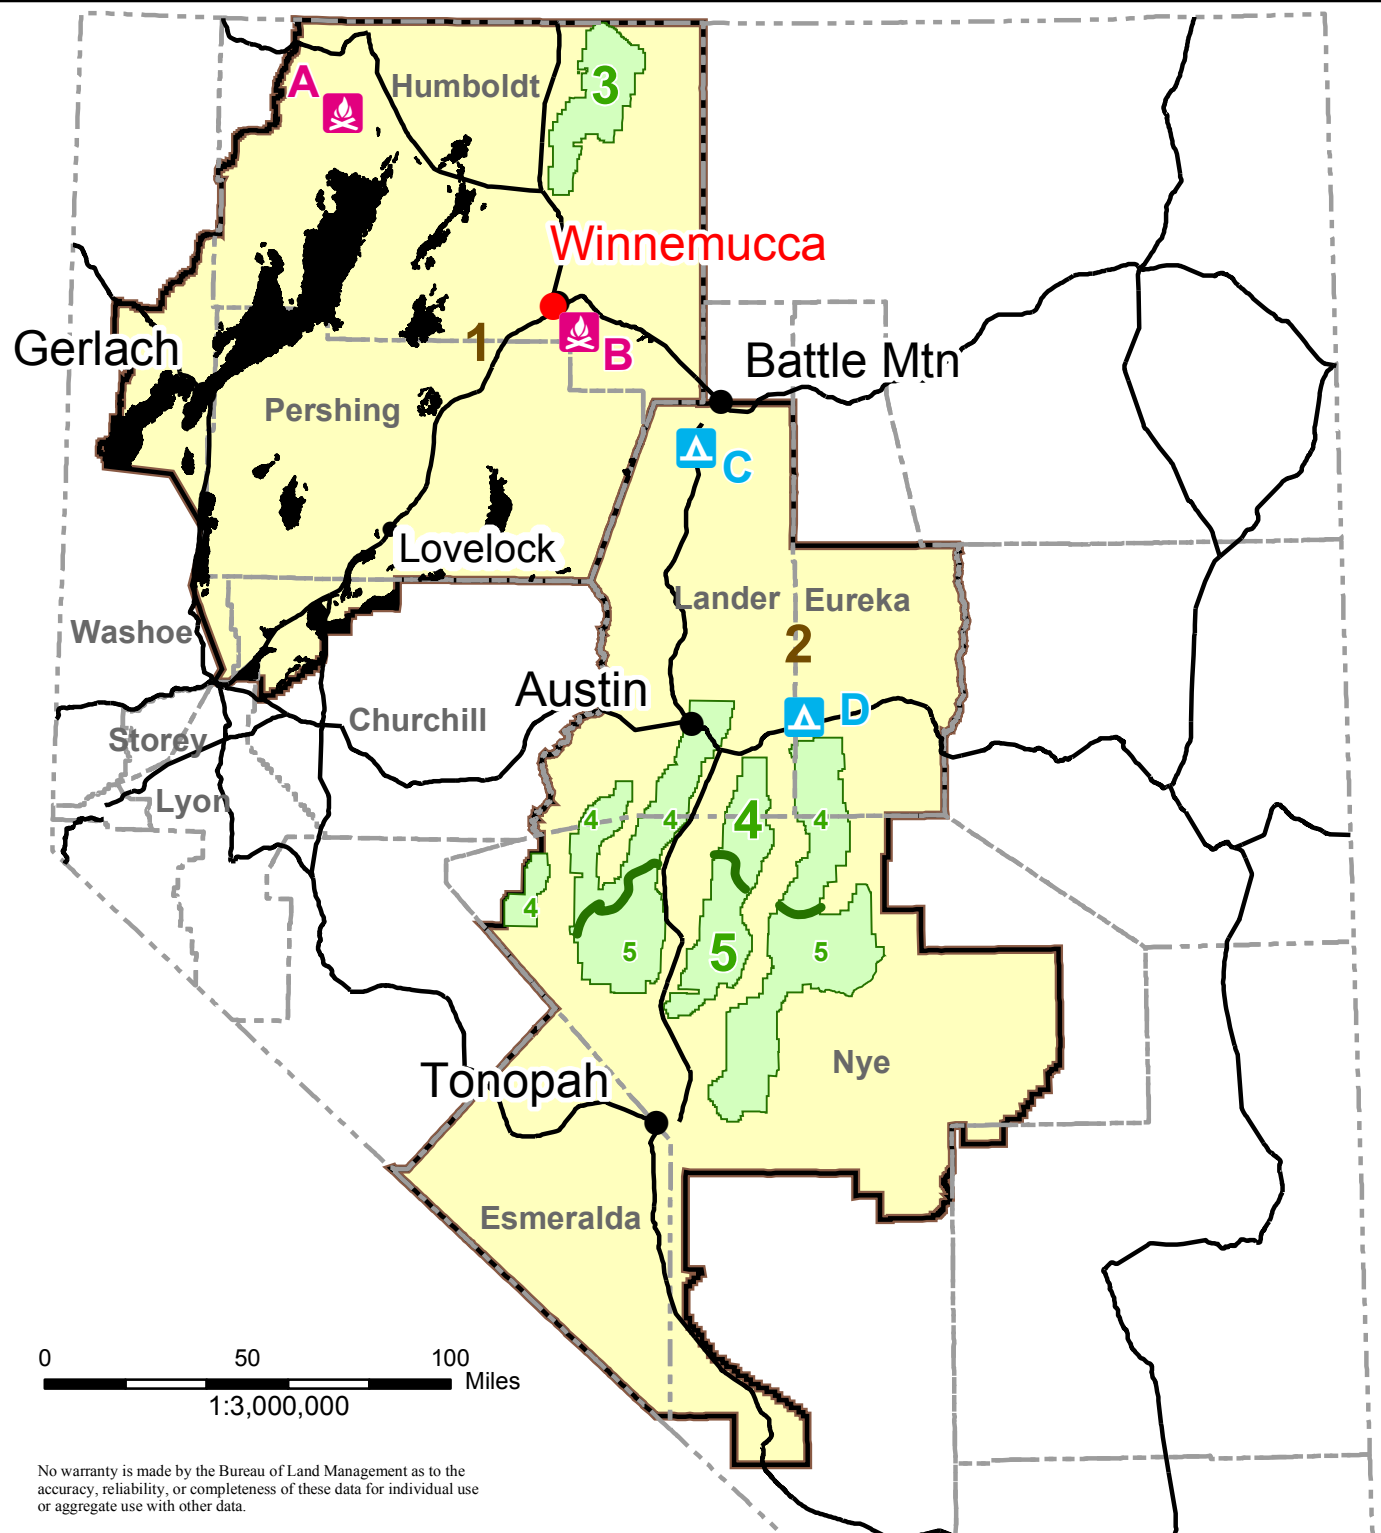 A
Humboldt
3
Winnemucca
1
B
Gerlach
Battle Mtn
Pershing
C
Lovelock
Lander
Eureka
Washoe
2
Austin
D
Churchill
Storey
Lyon
4
4
4
4
4
5
5
5
Nye
Tonopah
Esmeralda
0 50 100
Miles
1:3,000,000
No warranty is made by the Bureau of Land Management as to the
accuracy, reliability, or completeness of these data for individual use
or aggregate use with other data.